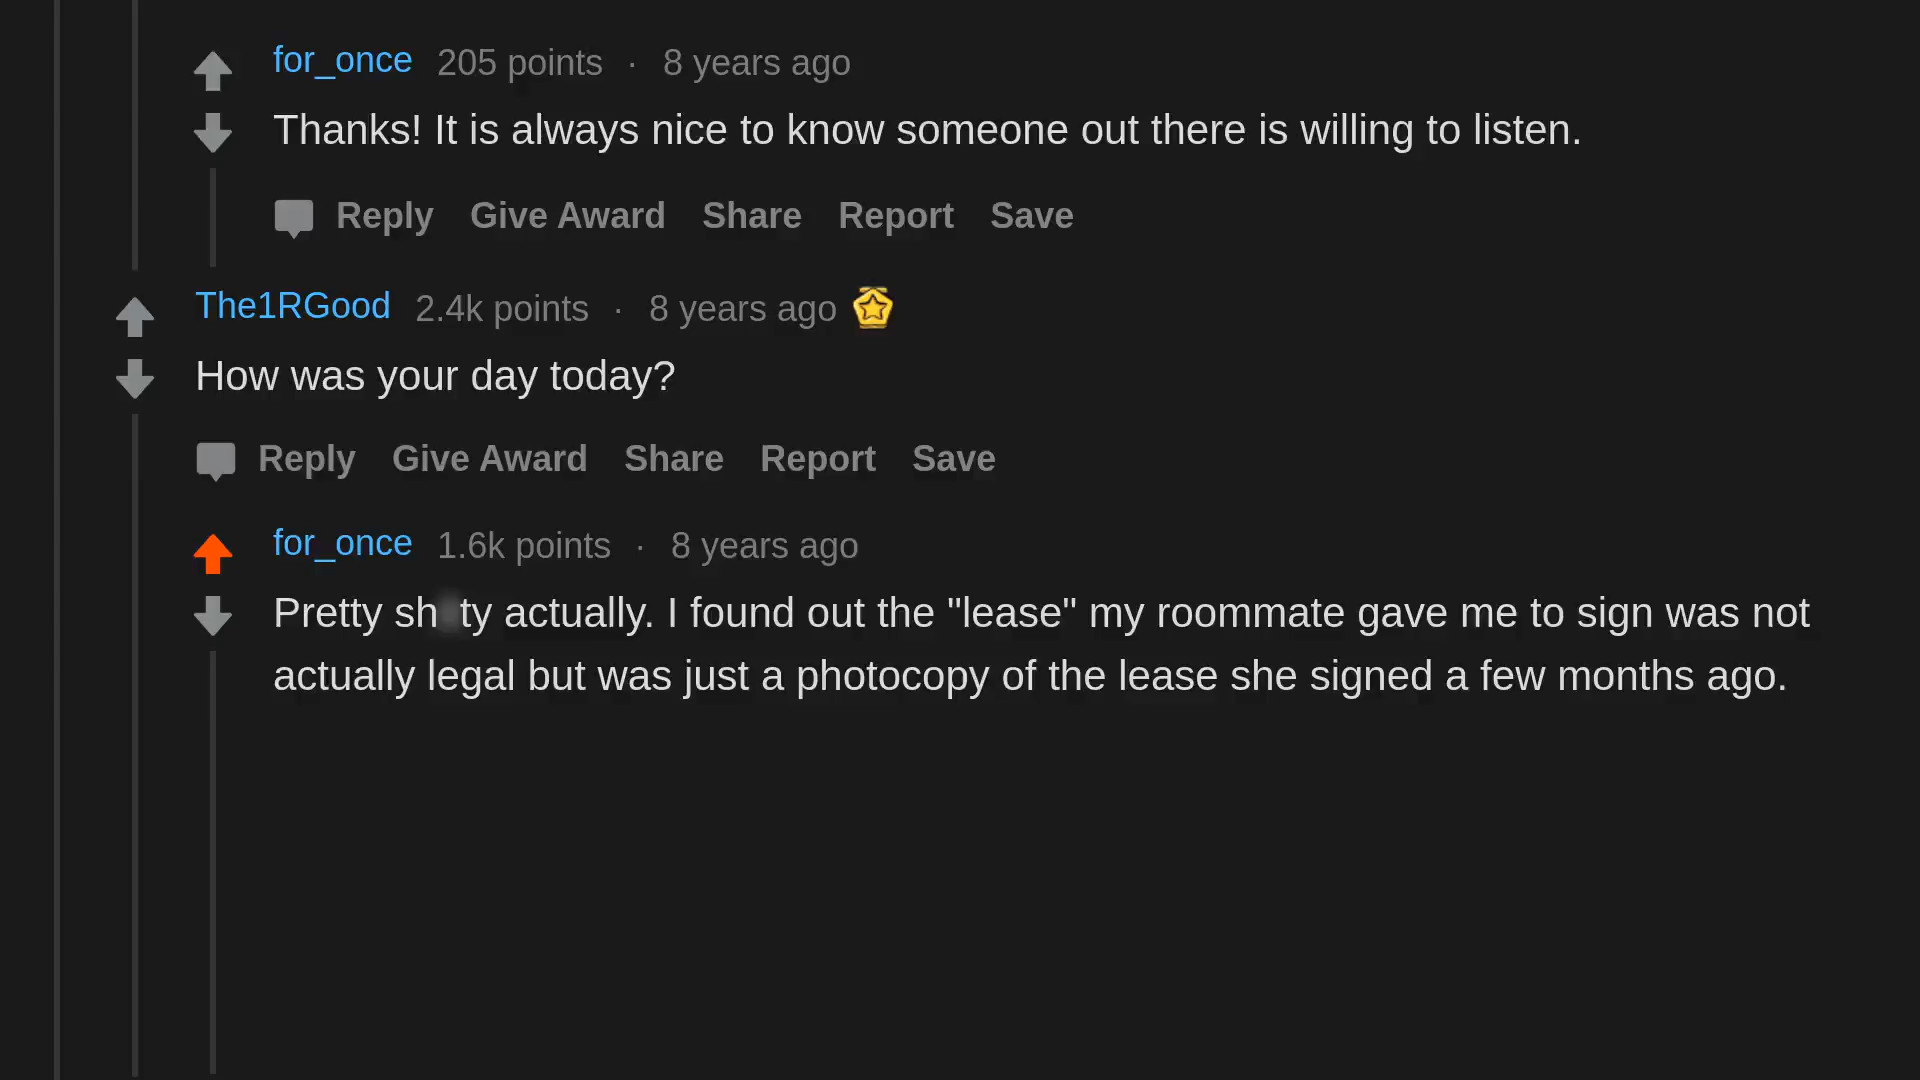 for_once 205 points · 8 years ago
Thanks! It is always nice to know someone out there is willing to listen.
Reply Give Award Share Report Save
The1RGood 2.4k points · 8 years ago
How was your day today?
Reply Give Award Share Report Save
for_once 1.6k points · 8 years ago
Pretty sh ty actually. I found out the "lease" my roommate gave me to sign was not
actually legal but was just a photocopy of the lease she signed a few months ago.